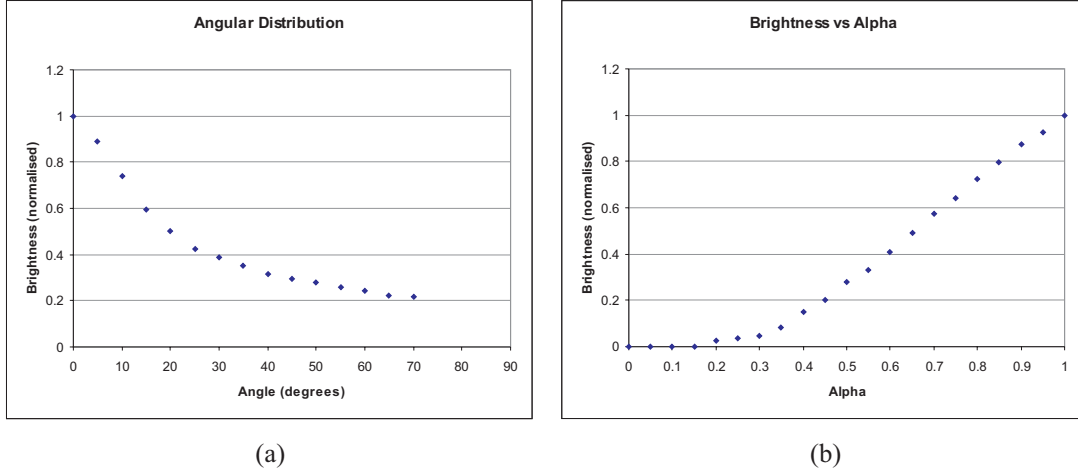 Angular Distribution
1.2
1
0.8
0.6
0.4
0.2
0
Brightness (normalised)
0 10 20 30 40 50 60 70 80 90
Angle (degrees)
(a)
Brightness vs Alpha
1.2
1
0.8
0.6
0.4
0.2
0
Brightness (normalised)
0 0.1 0.2 0.3 0.4 0.5 0.6 0.7 0.8 0.9 1
Alpha
(b)